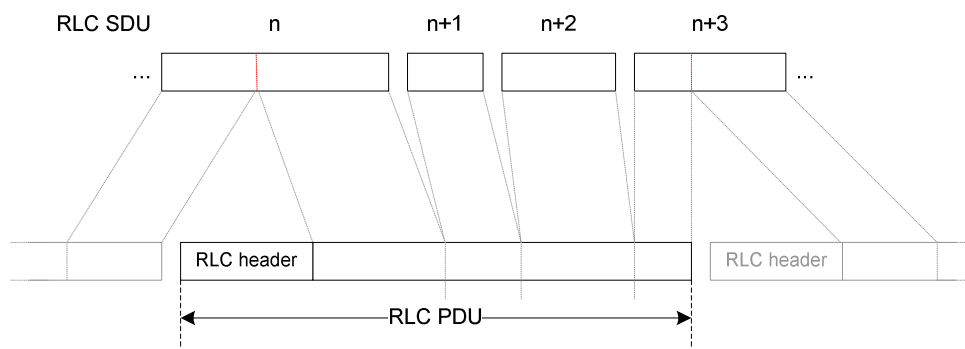 RLC SDU n n+1 n+2 n+3
... ...
RLC header RLC header
RLC PDU